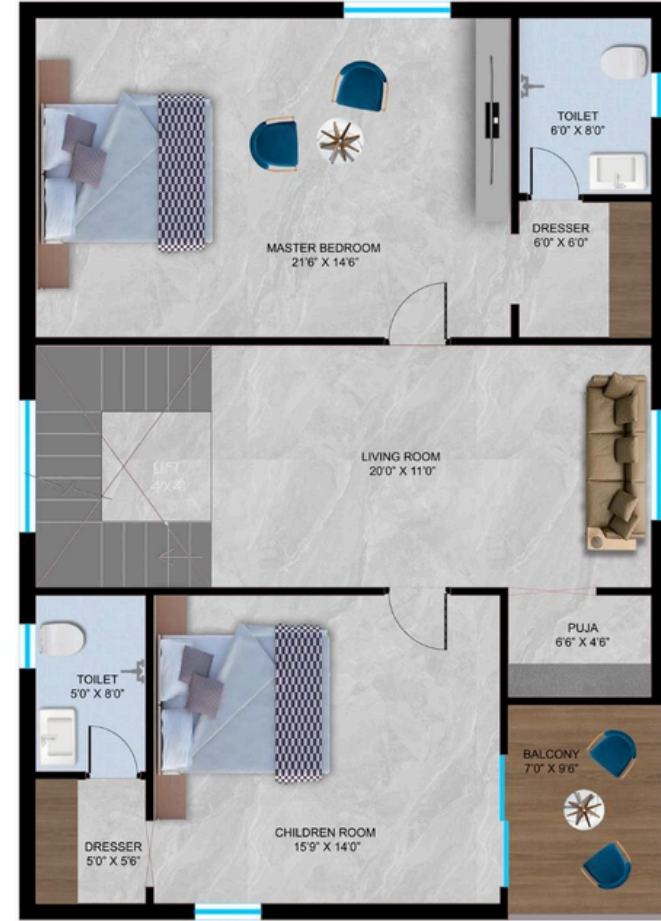 TOILET
6'0" X 8'0"
DRESSER
6'0" X 6'0"
MASTER BEDROOM
21'6" X 14'6"
LIFT
4'X4'
LIVING ROOM
20'0" X 11'0"
PUJA
6'6" X 4'6"
TOILET
5'0" X 8'0"
BALCONY
7'0" X 9'6"
CHILDREN ROOM
15'9" X 14'0"
DRESSER
5'0" X 5'6"